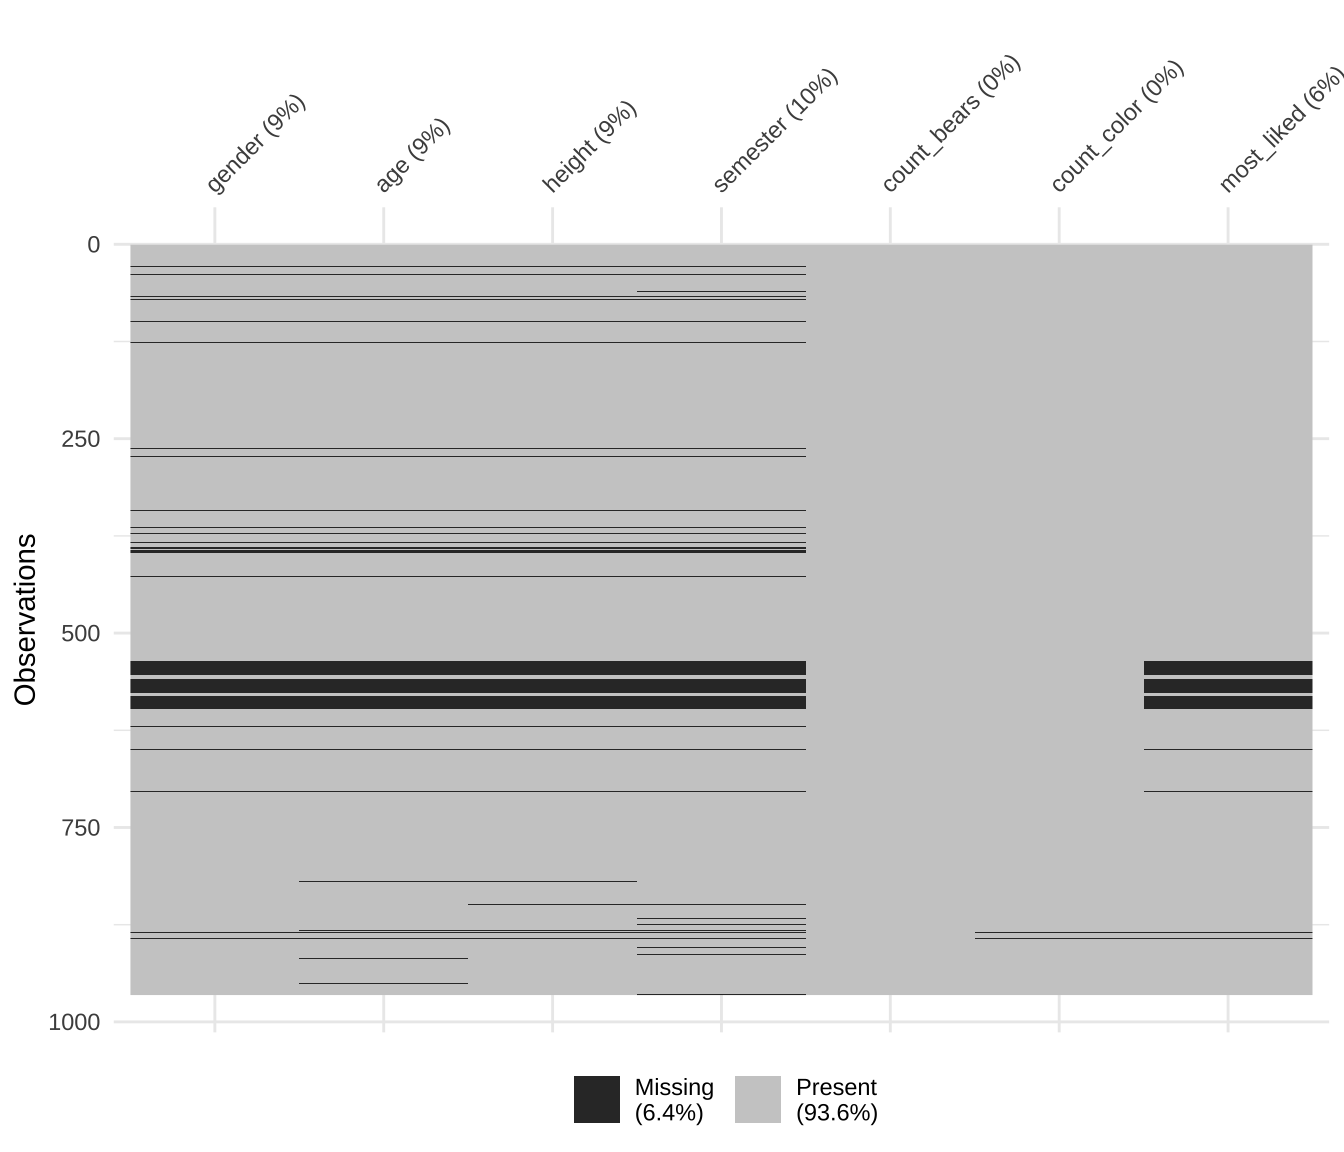 gender (9%)
age (9%)
height (9%)
semester (10%)
count_bears (0%)
count_color (0%)
most_liked (6%)
0
250
500
750
1000
Observations
Missing
(6.4%)
Present
(93.6%)